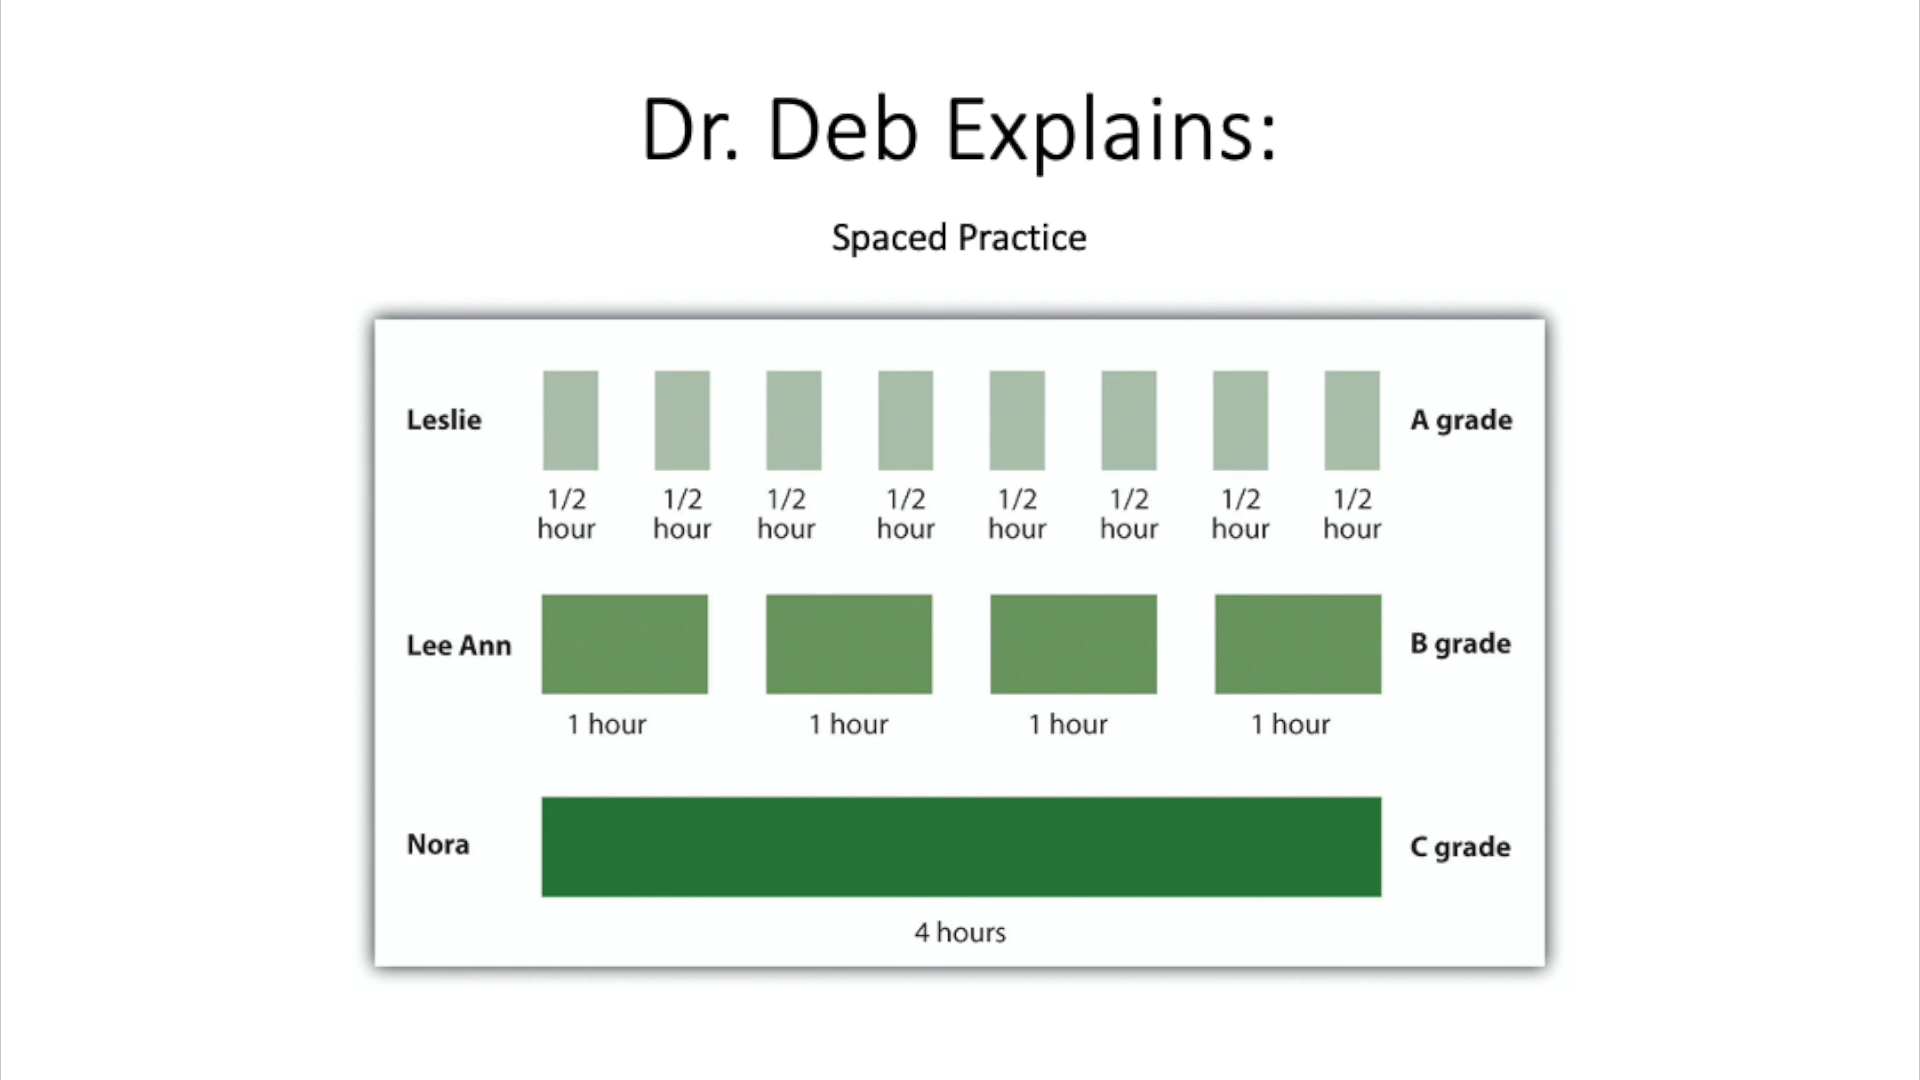 Dr. Deb Explains:
Spaced Practice
Leslie
1/2 hour
1/2 hour
1/2 hour
1/2 hour
1/2 hour
1/2 hour
1/2 hour
1/2 hour
A grade
Lee Ann
1 hour
1 hour
1 hour
1 hour
B grade
Nora
4 hours
C grade